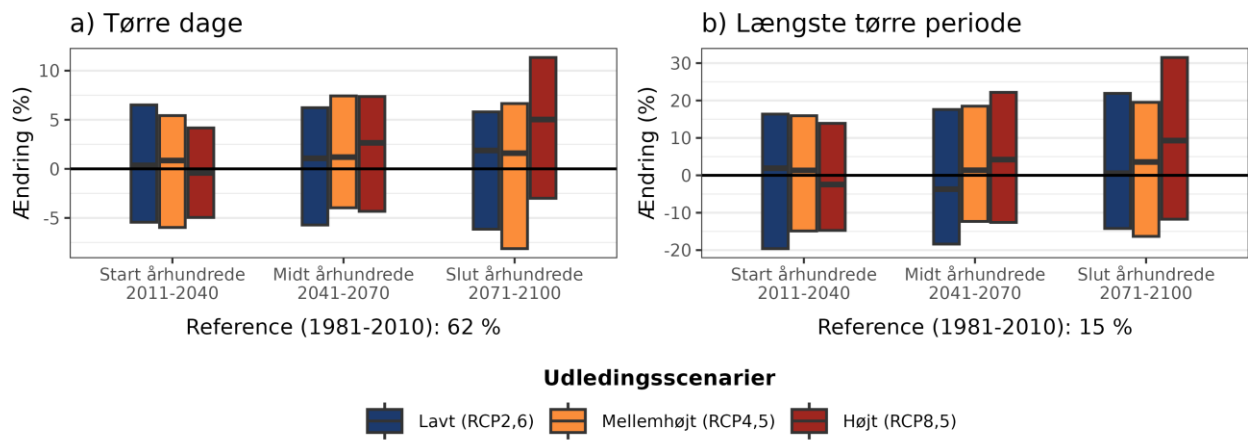 a) Tørre dage
Ændring (%)
10
5
0
-5
Start århundrede
2011-2040
Midt århundrede
2041-2070
Slut århundrede
2071-2100
Reference (1981-2010): 62 %
b) Længste tørre periode
Ændring (%)
30
20
10
0
-10
-20
Start århundrede
2011-2040
Midt århundrede
2041-2070
Slut århundrede
2071-2100
Reference (1981-2010): 15 %
Udledingsscenarier
Lavt (RCP2,6)
Mellemhøjt (RCP4,5)
Højt (RCP8,5)